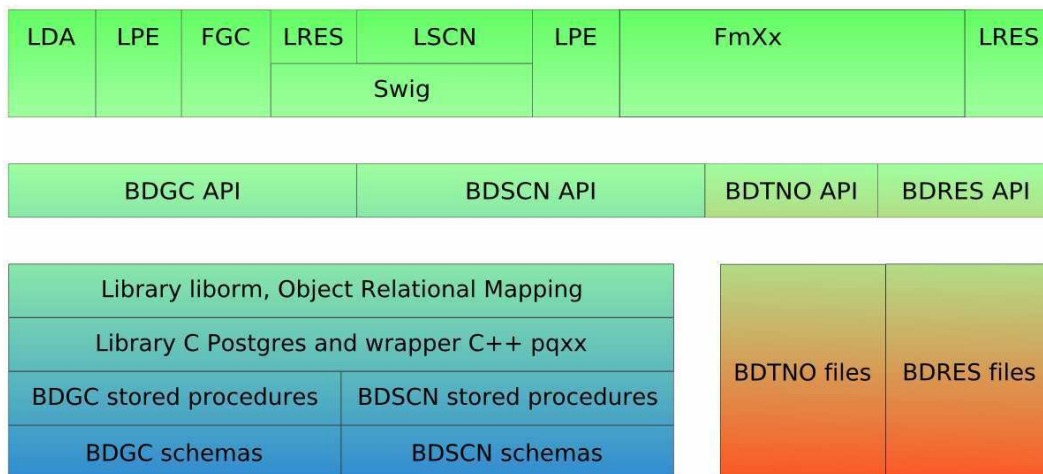 LDA LPE FGC LRES LSCN LPE FmXx LRES
Swig
BDGC API BDSCN API BDTNO API BDRES API
Library liborm, Object Relational Mapping
Library C Postgres and wrapper C++ pqxx
BDTNO files BDRES files
BDGC stored procedures BDSCN stored procedures
BDGC schemas BDSCN schemas